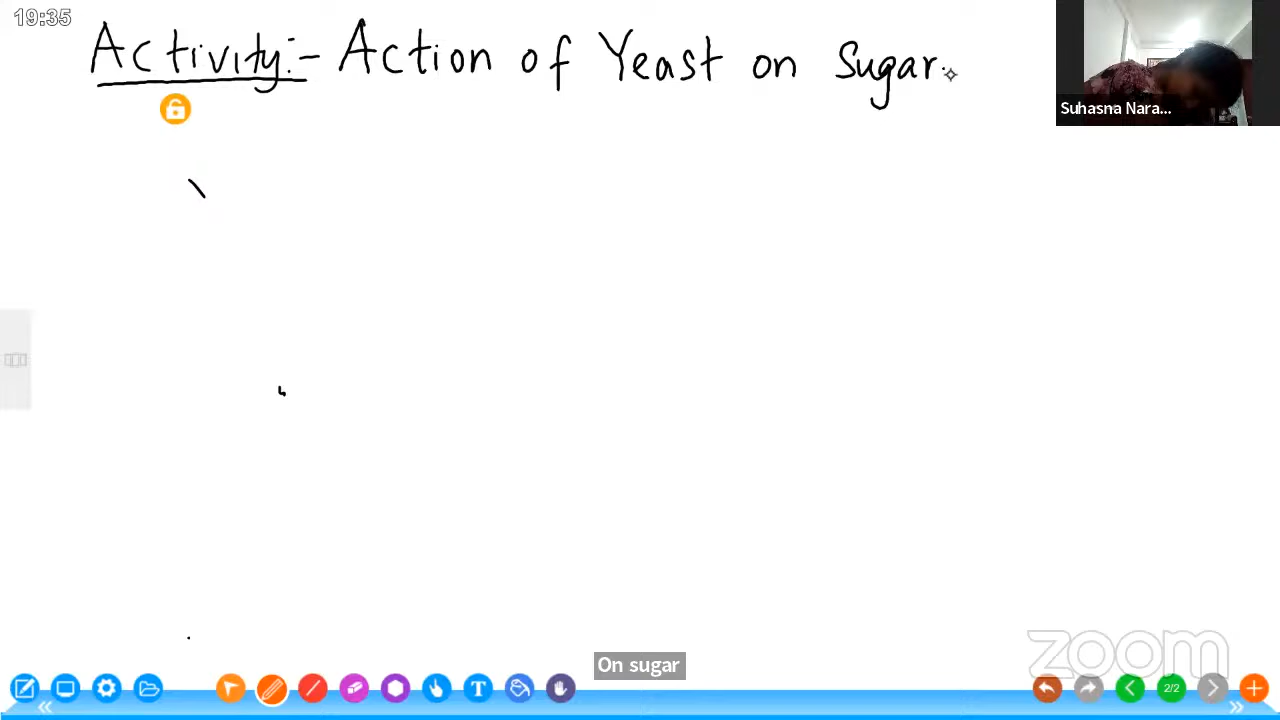 19:35
Activity:- Action of Yeast on Sugar.
Suhasna Nara...
On sugar
zoom
2/2
T